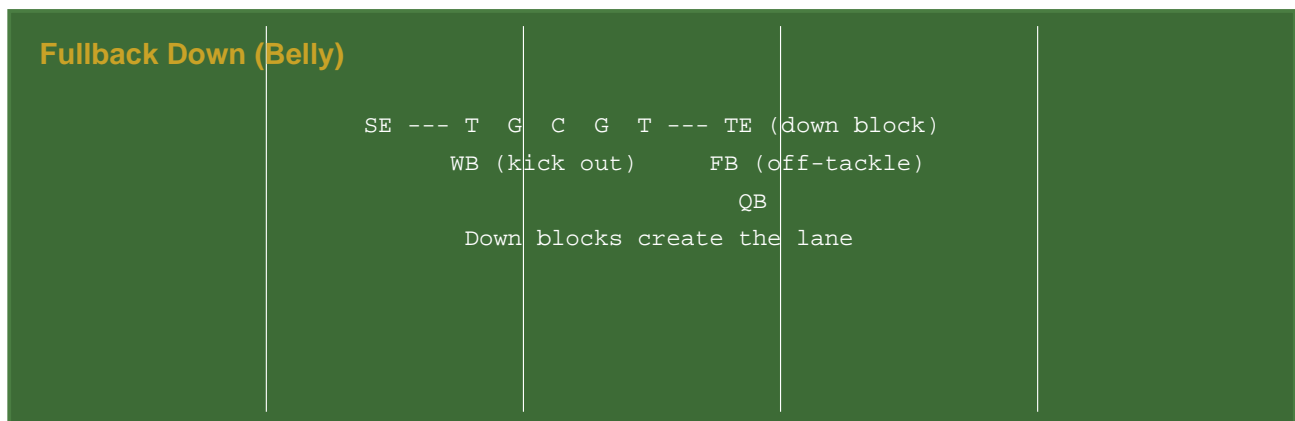 Fullback Down (Belly)
SE --- T G C G T --- TE (down block)
WB (kick out) FB (off-tackle)
QB
Down blocks create the lane